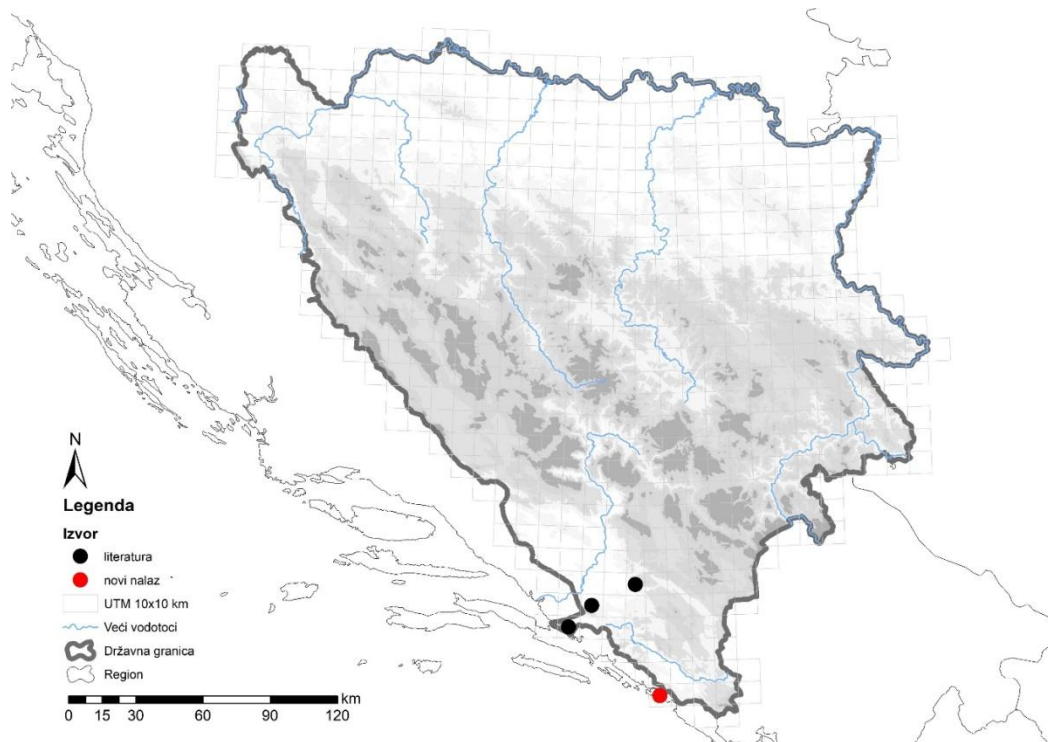 N
Legenda
Izvor
literatura
novi nalaz
UTM 10x10 km
Veći vodotoci
Državna granica
Region
km
0 15 30 60 90 120